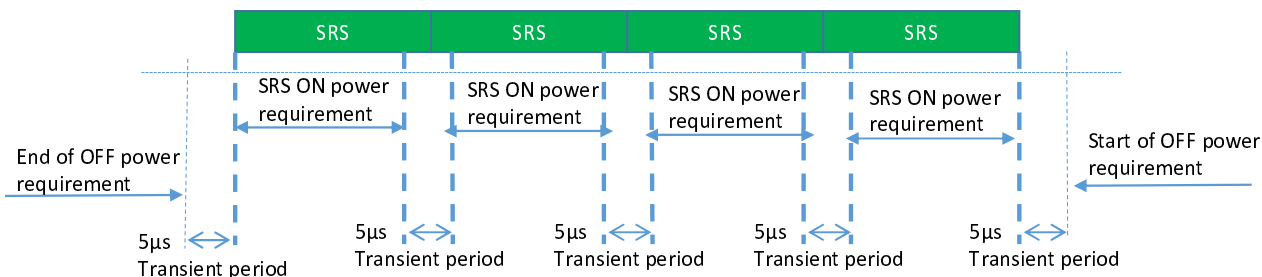 SRS
SRS
SRS
SRS
SRS ON power
requirement
SRS ON power
requirement
SRS ON power
requirement
SRS ON power
requirement
End of OFF power
requirement
Start of OFF power
requirement
5µs
Transient period
5µs
Transient period
5µs
Transient period
5µs
Transient period
5µs
Transient period